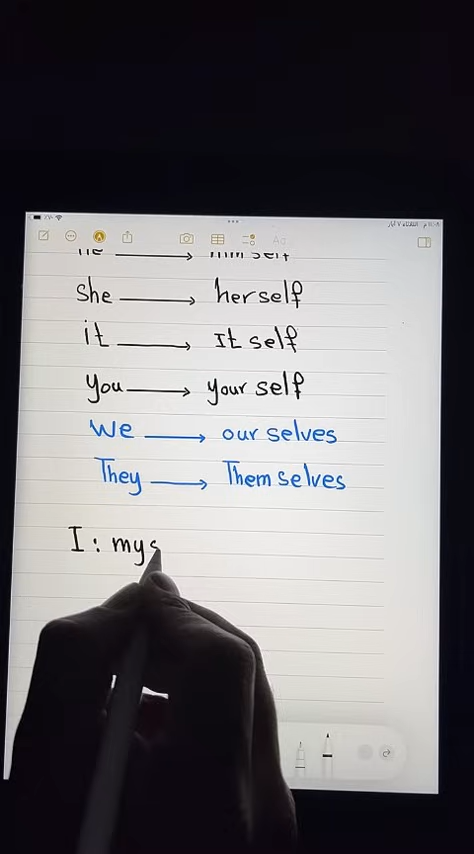 she → herself
it → It self
you → your self
We → our selves
They → Them selves
I : mys